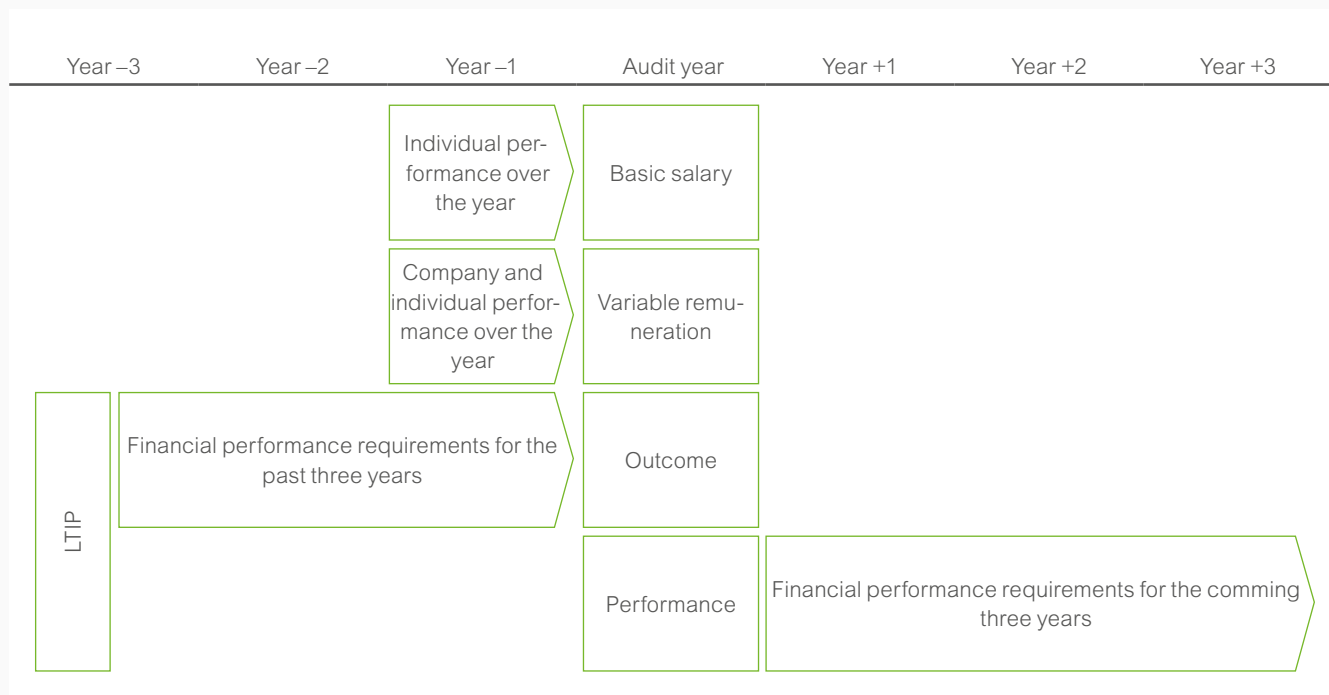 Year –3 Year –2 Year –1 Audit year Year +1 Year +2 Year +3
Individual per-
formance over
the year
Basic salary
Company and
individual perfor-
mance over the
year
Variable remu-
neration
LTIP
Financial performance requirements for the
past three years
Outcome
Performance
Financial performance requirements for the comming
three years